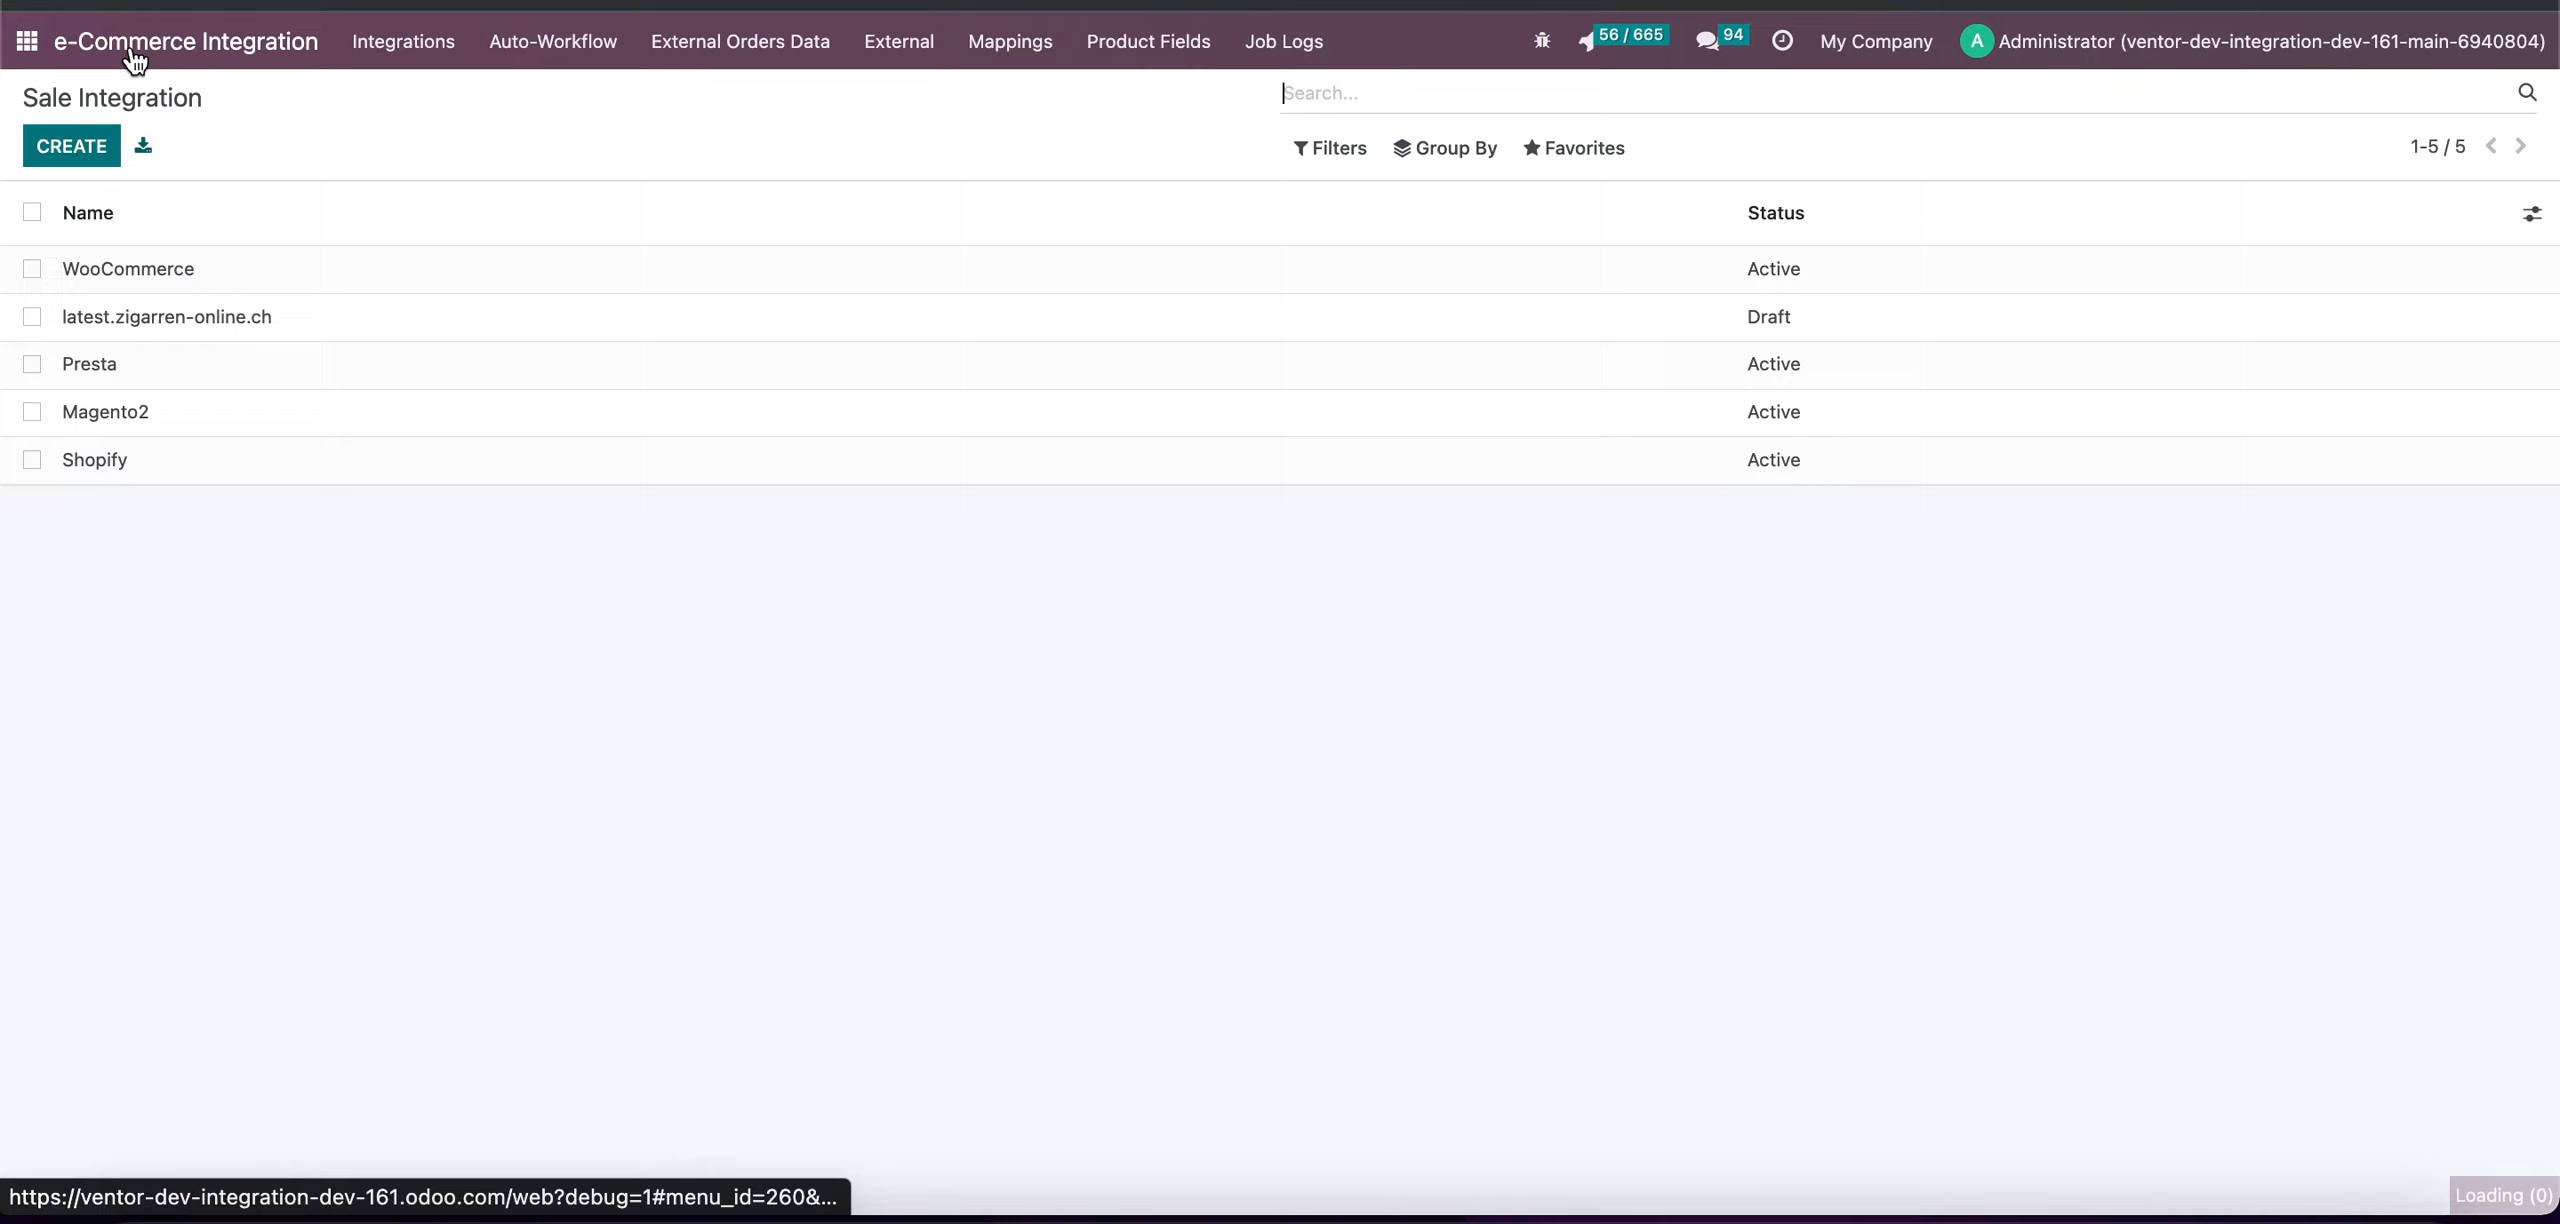 e-Commerce Integration Integrations Auto-Workflow External Orders Data External Mappings Product Fields Job Logs 56 / 665 94 My Company A Administrator (ventor-dev-integration-dev-161-main-6940804)
Sale Integration Search...
CREATE Filters Group By Favorites 1-5 / 5
Name Status
WooCommerce Active
latest.zigarren-online.ch Draft
Presta Active
Magento2 Active
Shopify Active
https://ventor-dev-integration-dev-161.odoo.com/web?debug=1#menu_id=260&... Loading (0)